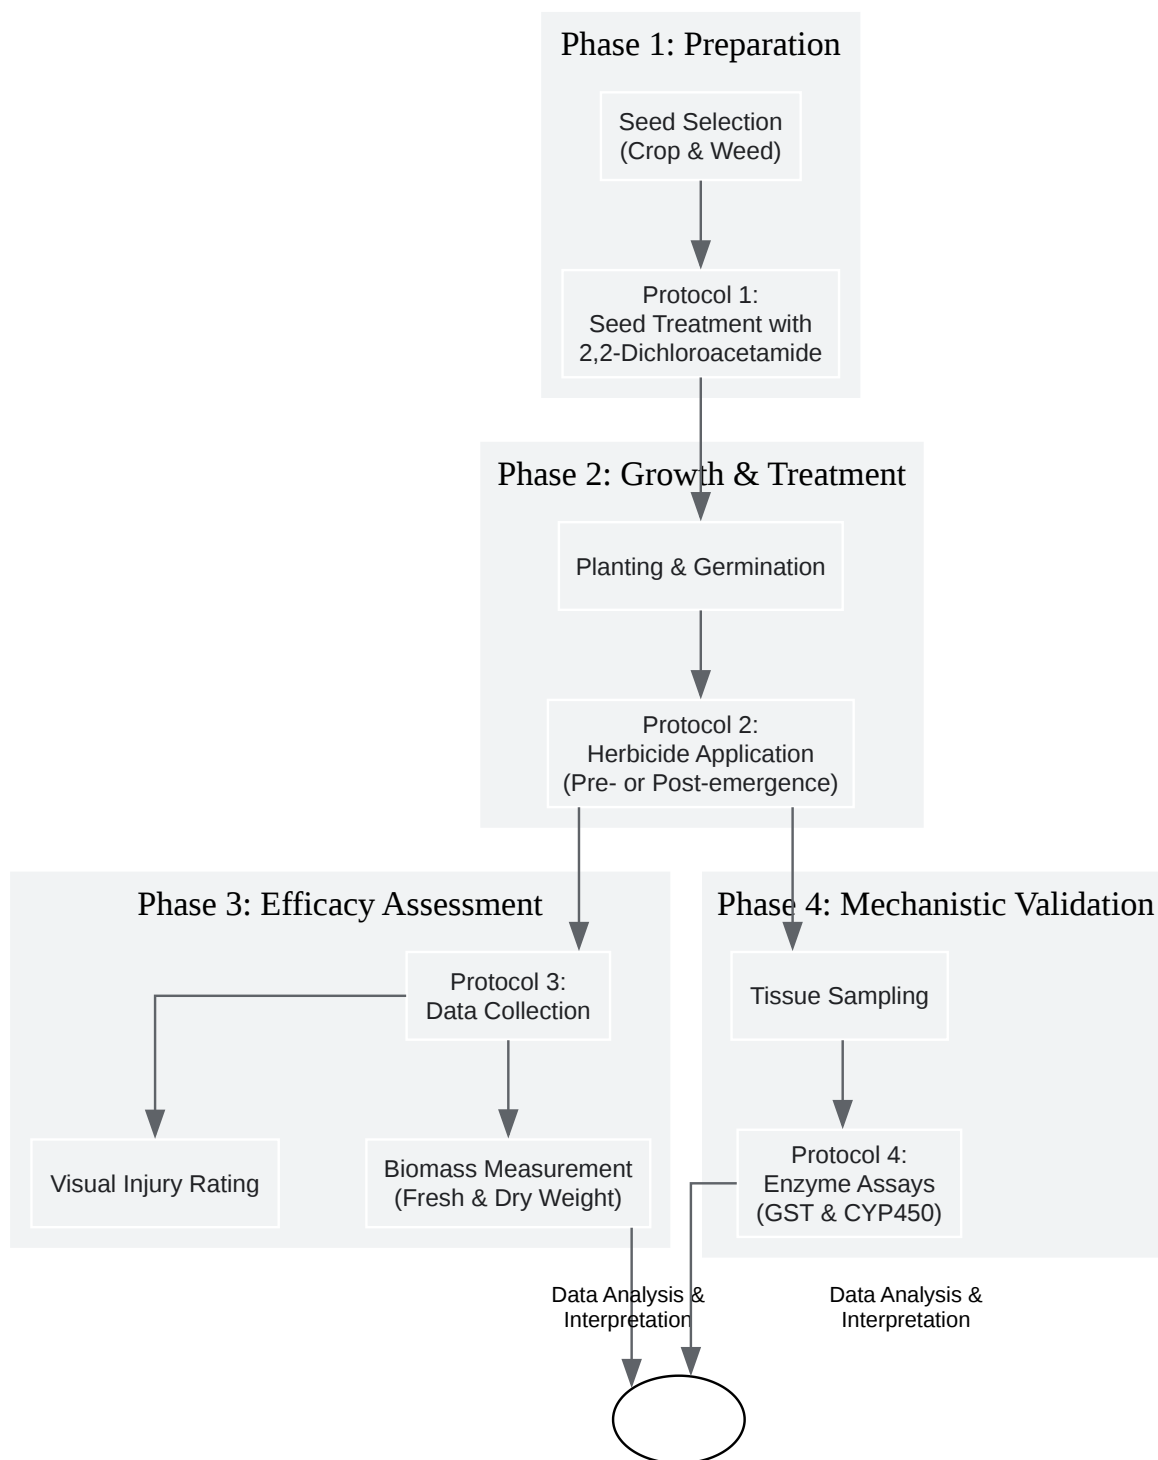 Phase 1: Preparation
Seed Selection
(Crop & Weed)
Protocol 1:
Seed Treatment with
2,2-Dichloroacetamide
Phase 2: Growth & Treatment
Planting & Germination
Protocol 2:
Herbicide Application
(Pre- or Post-emergence)
Phase 3: Efficacy Assessment
Protocol 3:
Data Collection
Visual Injury Rating
Biomass Measurement
(Fresh & Dry Weight)
Phase 4: Mechanistic Validation
Tissue Sampling
Protocol 4:
Enzyme Assays
(GST & CYP450)
Data Analysis &
Interpretation
Data Analysis &
Interpretation